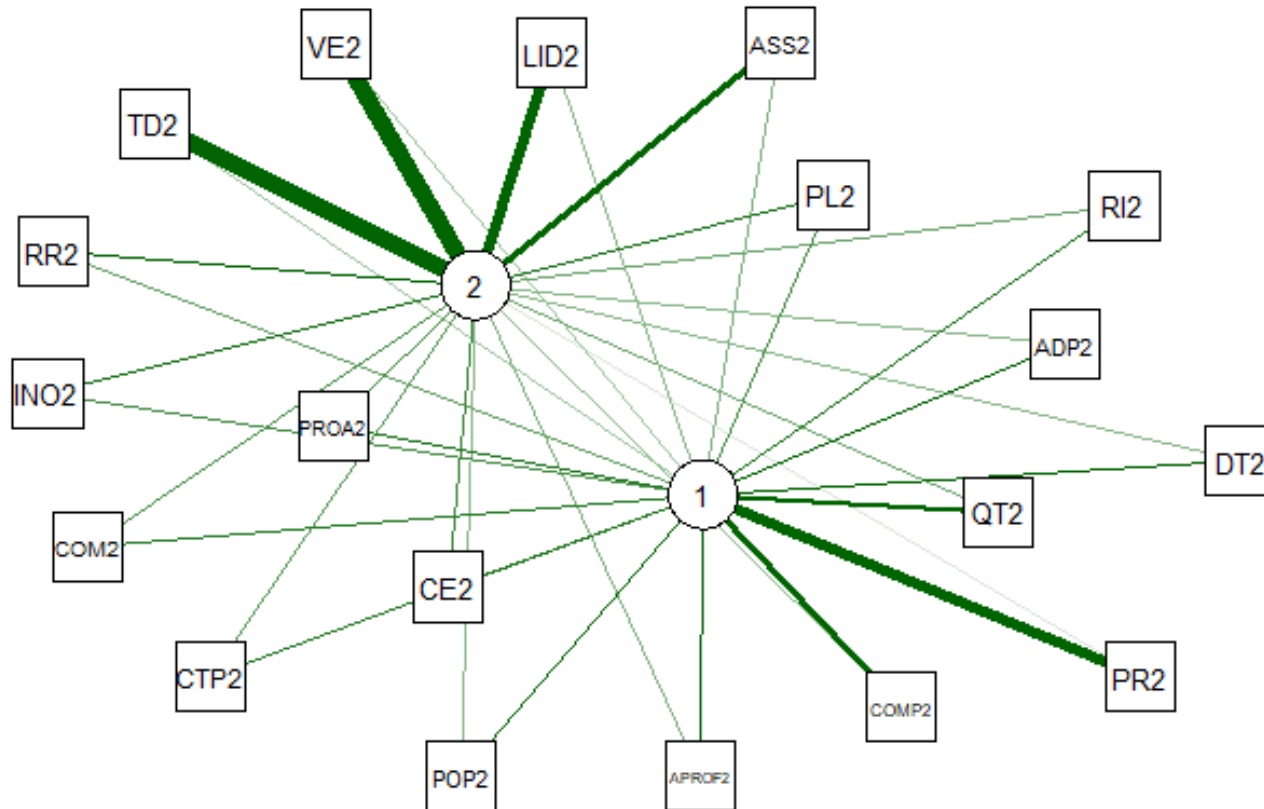 VE2
LID2
ASS2
TD2
PL2
RI2
RR2
2
ADP2
INO2
PROA2
DT2
1
QT2
COM2
CE2
CTP2
PR2
COMP2
POP2
APROF2